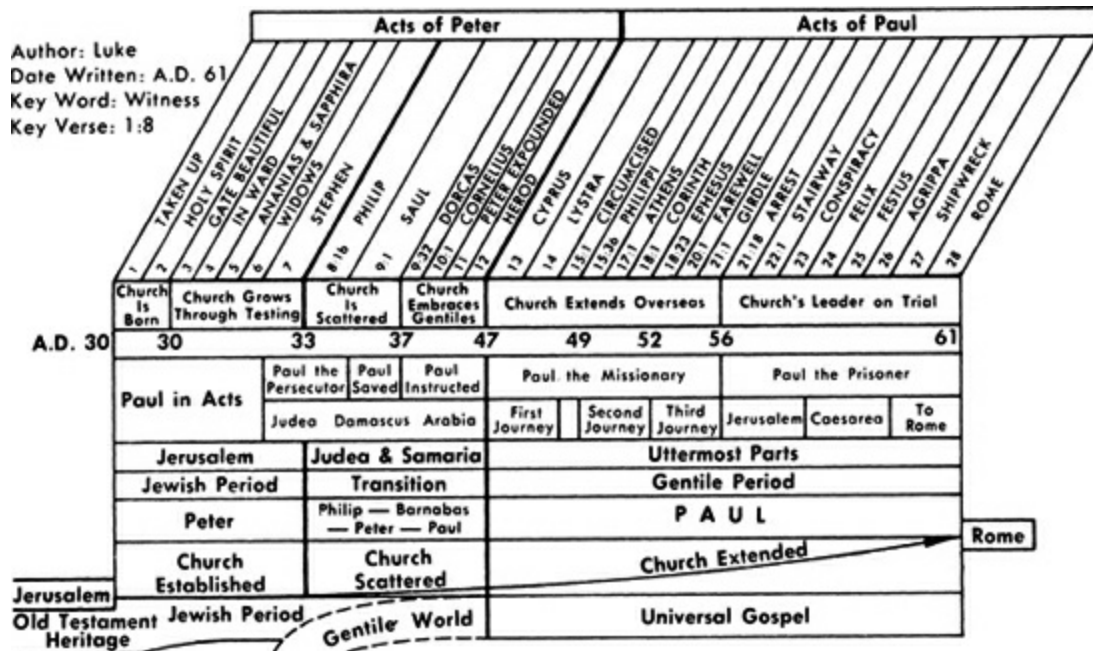 Acts of Peter
Acts of Paul
Author: Luke
Date Written: A.D. 61
Key Word: Witness
Key Verse: 1:8
TAKEN UP
HOLY SPIRIT
GATE BEAUTIFUL
IN WARD
ANANIAS & SAPPHIRA
WIDOWS
STEPHEN
PHILIP
SAUL
DORCAS
CORNELIUS
PETER EXPOUNDED
HEROD
CYPRUS
LYSTRA
CIRCUMCISED
PHILIPPI
ATHENS
CORINTH
EPHESUS
FAREWELL
GIRDLE
ARREST
STAIRWAY
CONSPIRACY
FELIX
FESTUS
AGRIPPA
SHIPWRECK
ROME
1 2 3 4 5 6 7 8:1b 9:1 9:32 10:1 11 12 13 14 15:1 15:36 17:1 18:1 18:23 20:1 21:1 21:18 22:1 23 24 25 26 27 28
Church Is Born
Church Grows Through Testing
Church Is Scattered
Church Embraces Gentiles
Church Extends Overseas
Church's Leader on Trial
A.D. 30 30 33 37 47 49 52 56 61
Paul in Acts
Paul the Persecutor
Paul Saved
Paul Instructed
Paul the Missionary
Paul the Prisoner
Judea Damascus Arabia
First Journey
Second Journey
Third Journey
Jerusalem
Caesarea
To Rome
Jerusalem
Judea & Samaria
Uttermost Parts
Jewish Period
Transition
Gentile Period
Peter
Philip — Barnabas
— Peter — Paul
PAUL
Rome
Church Established
Church Scattered
Church Extended
Jerusalem
Old Testament Heritage
Jewish Period
Gentile World
Universal Gospel